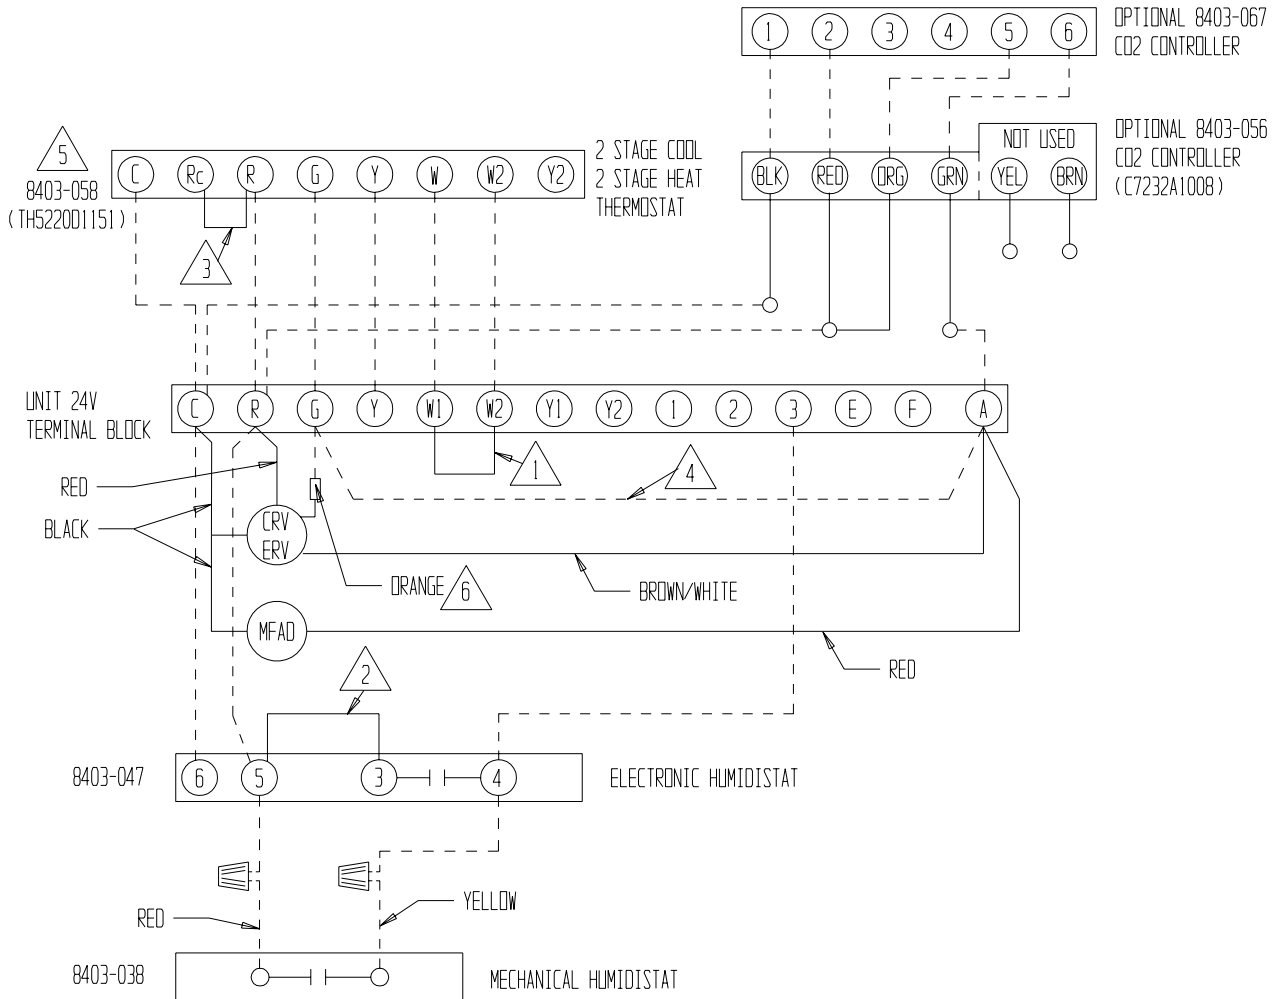 1 2 3 4 5 6
OPTIONAL 8403-067
CO2 CONTROLLER
5
8403-058
(TH5220D1151)
C Rc R G Y W W2 Y2
2 STAGE COOL
2 STAGE HEAT
THERMOSTAT
3
NOT USED
BLK RED ORG GRN YEL BRN
OPTIONAL 8403-056
CO2 CONTROLLER
(C7232A1008)
UNIT 24V
TERMINAL BLOCK
C R G Y W1 W2 Y1 Y2 1 2 3 E F A
1
4
RED
BLACK
CRV
ERV
ORANGE
6
BROWN/WHITE
MFAD
RED
2
8403-047
6 5 3 4
ELECTRONIC HUMIDISTAT
RED
YELLOW
8403-038
MECHANICAL HUMIDISTAT